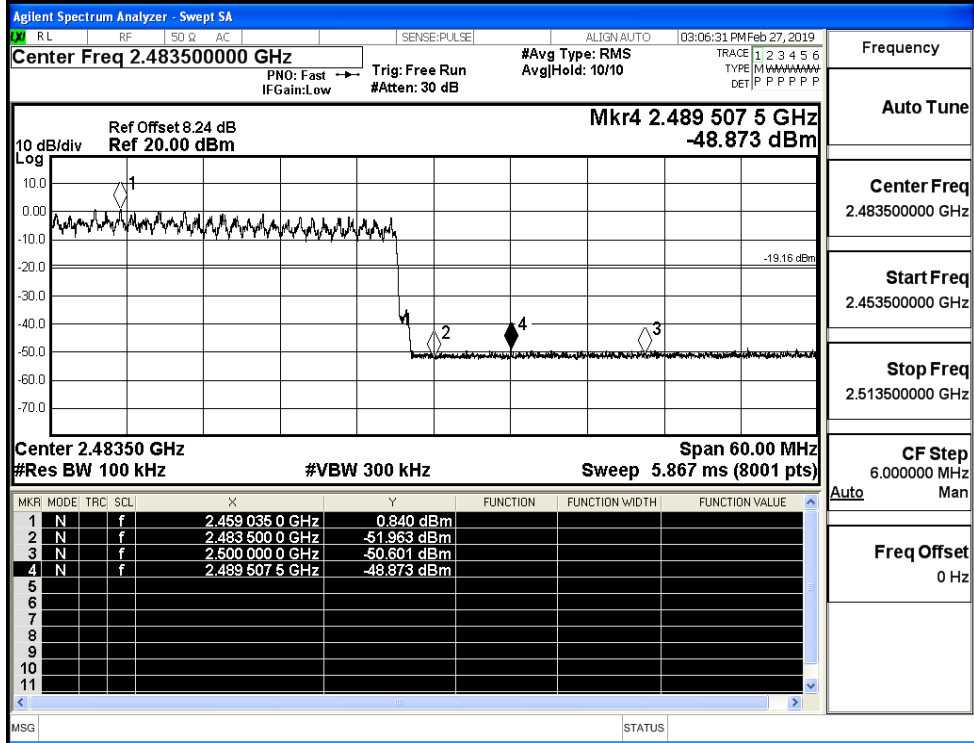 Agilent Spectrum Analyzer - Swept SA
LXI RL RF 50 Ω AC SENSE:PULSE ALIGN AUTO 03:06:31 PM Feb 27, 2019
Center Freq 2.483500000 GHz
PNO: Fast
IFGain:Low
Trig: Free Run
#Atten: 30 dB
#Avg Type: RMS
Avg|Hold: 10/10
TRACE 1 2 3 4 5 6
TYPE M WWWWW
DET P P P P P P
Ref Offset 8.24 dB
10 dB/div Ref 20.00 dBm
Log
Mkr4 2.489 507 5 GHz
-48.873 dBm
10.0
0.00
-10.0
-20.0
-30.0
-40.0
-50.0
-60.0
-70.0
1
2
4
3
-19.16 dBm
Center 2.48350 GHz Span 60.00 MHz
#Res BW 100 kHz #VBW 300 kHz Sweep 5.867 ms (8001 pts)
MKR MODE TRC SCL X Y FUNCTION FUNCTION WIDTH FUNCTION VALUE
1 N f 2.459 035 0 GHz 0.840 dBm
2 N f 2.483 500 0 GHz -51.963 dBm
3 N f 2.500 000 0 GHz -50.601 dBm
4 N f 2.489 507 5 GHz -48.873 dBm
5
6
7
8
9
10
11
MSG STATUS
Frequency
Auto Tune
Center Freq
2.483500000 GHz
Start Freq
2.453500000 GHz
Stop Freq
2.513500000 GHz
CF Step
6.000000 MHz
Auto Man
Freq Offset
0 Hz